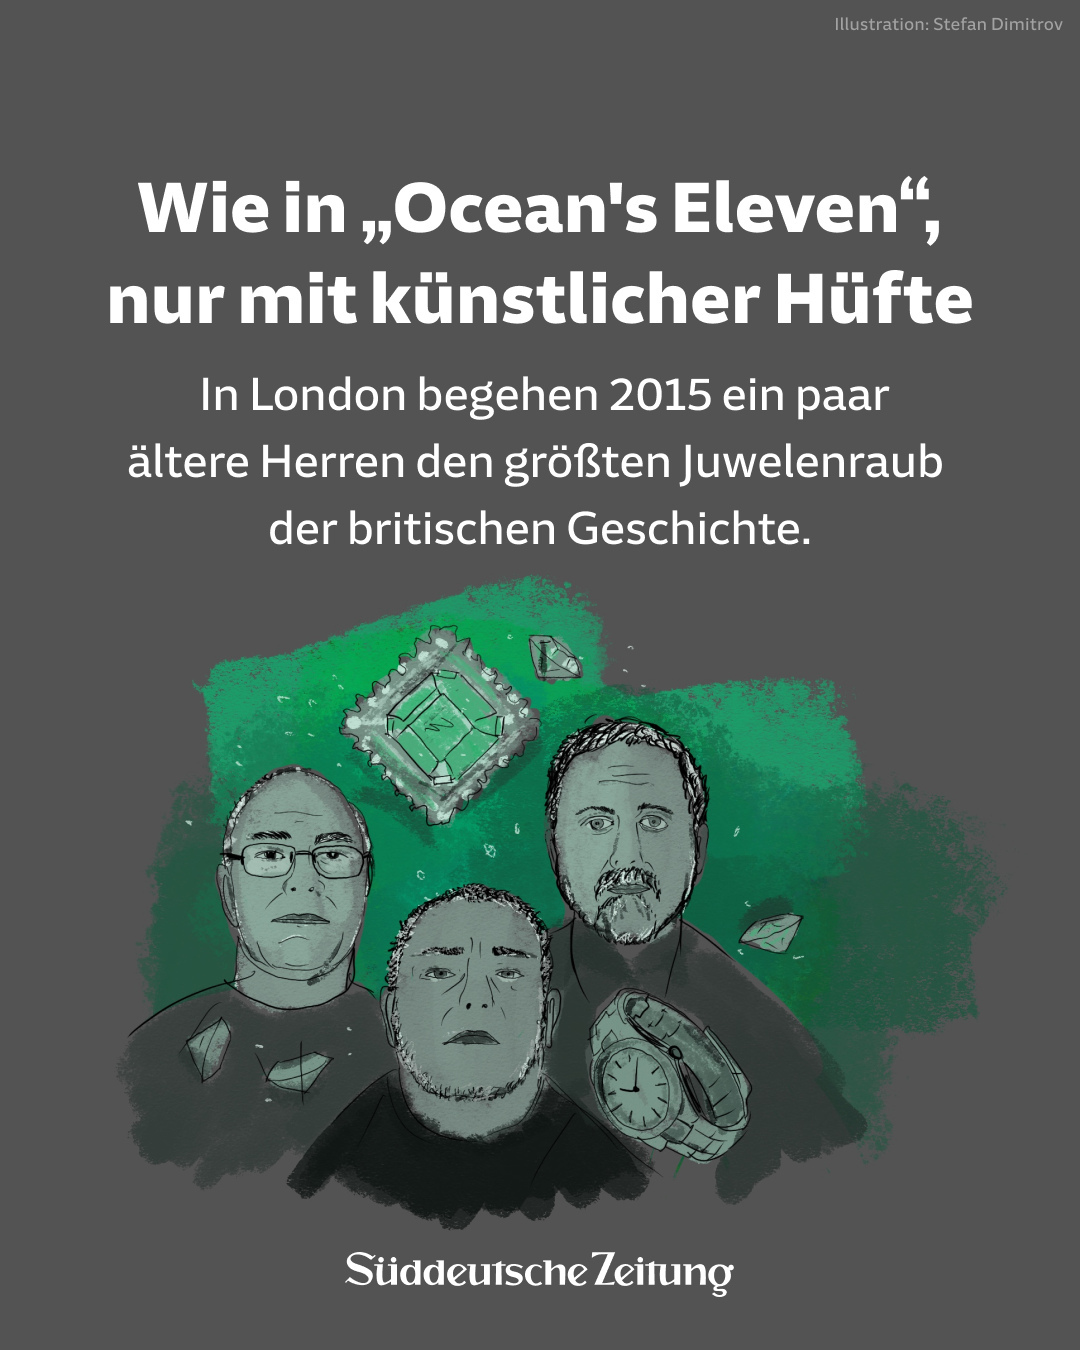 Illustration: Stefan Dimitrov
Wie in „Ocean's Eleven“,
nur mit künstlicher Hüfte
In London begehen 2015 ein paar
ältere Herren den größten Juwelenraub
der britischen Geschichte.
Süddeutsche Zeitung